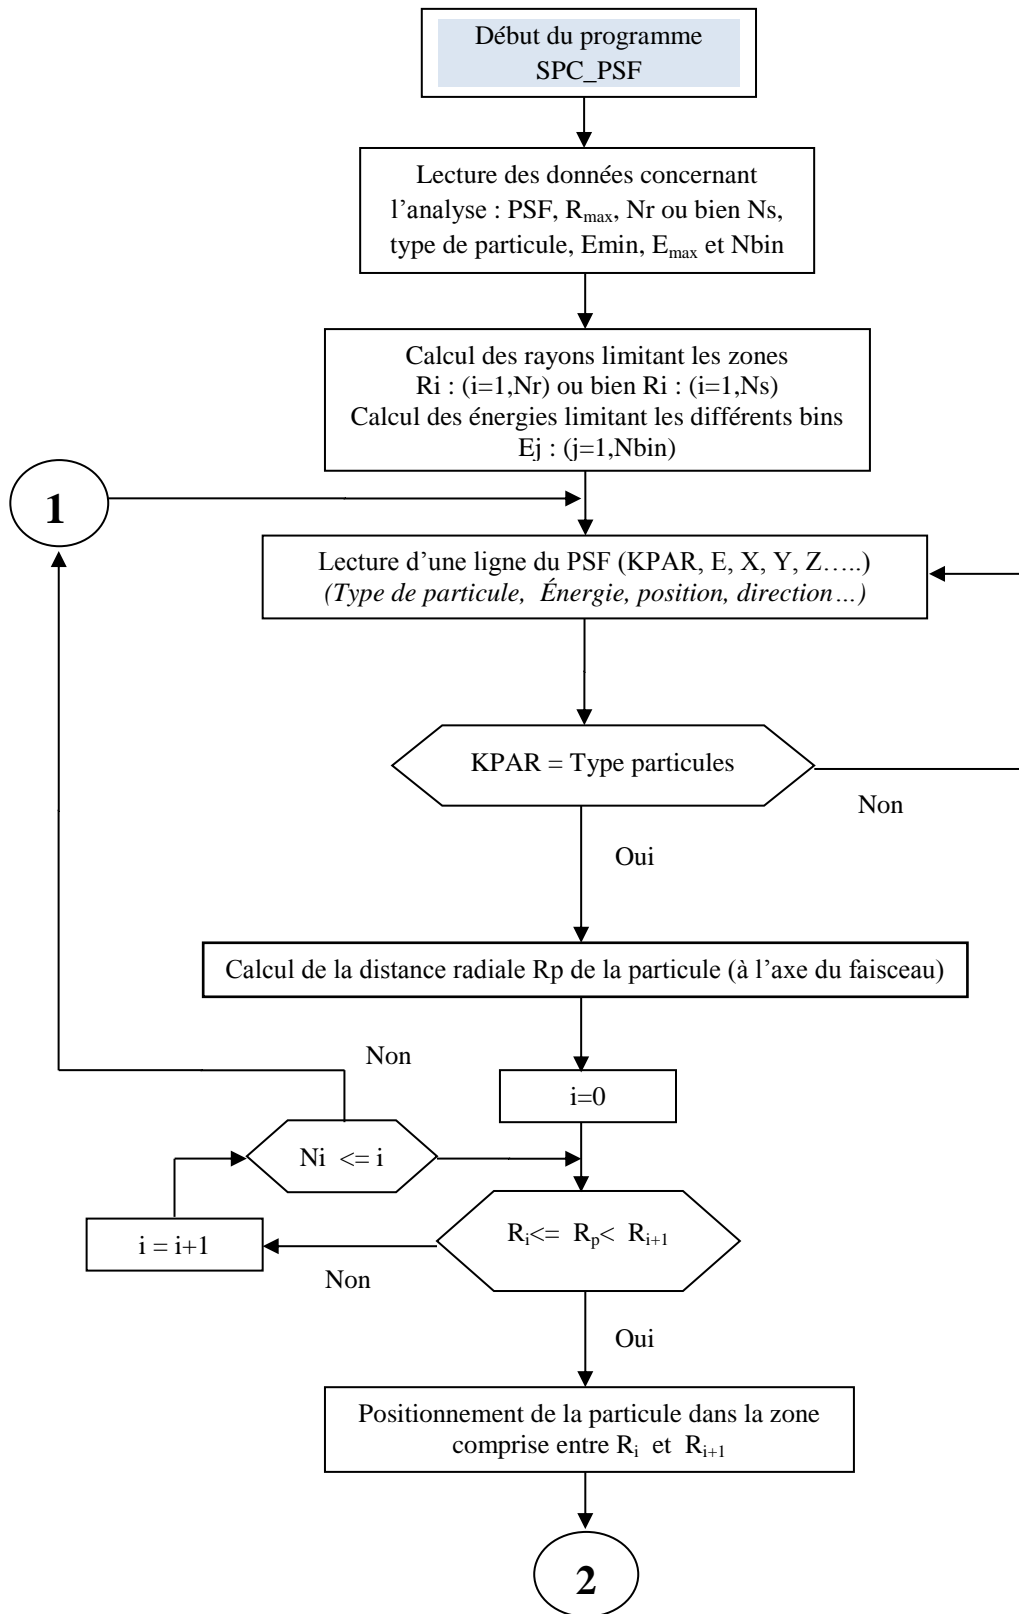 Début du programme
SPC_PSF
Lecture des données concernant
l’analyse : PSF, Rmax, Nr ou bien Ns,
type de particule, Emin, Emax et Nbin
Calcul des rayons limitant les zones
Ri : (i=1,Nr) ou bien Ri : (i=1,Ns)
Calcul des énergies limitant les différents bins
Ej : (j=1,Nbin)
1
Lecture d’une ligne du PSF (KPAR, E, X, Y, Z…..)
(Type de particule, Énergie, position, direction…)
KPAR = Type particules
Non
Oui
Calcul de la distance radiale Rp de la particule (à l’axe du faisceau)
Non
i=0
Ni <= i
i = i+1
Ri<= Rp< Ri+1
Non
Oui
Positionnement de la particule dans la zone
comprise entre Ri et Ri+1
2